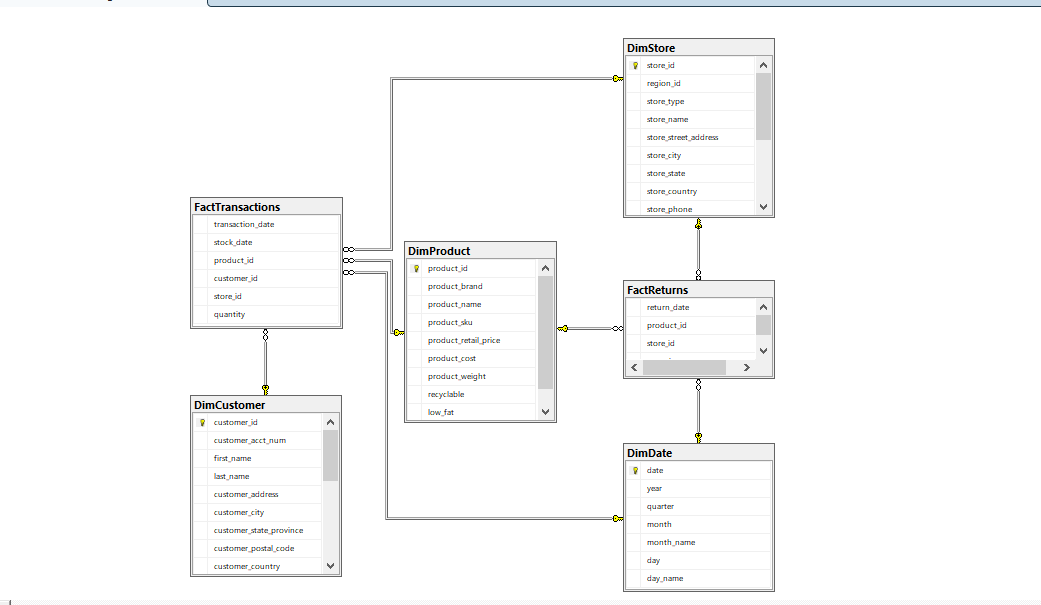 DimStore
store_id
region_id
store_type
store_name
store_street_address
store_city
store_state
store_country
store_phone
FactTransactions
transaction_date
stock_date
product_id
customer_id
store_id
quantity
DimProduct
product_id
product_brand
product_name
product_sku
product_retail_price
product_cost
product_weight
recyclable
low_fat
FactReturns
return_date
product_id
store_id
DimCustomer
customer_id
customer_acct_num
first_name
last_name
customer_address
customer_city
customer_state_province
customer_postal_code
customer_country
DimDate
date
year
quarter
month
month_name
day
day_name